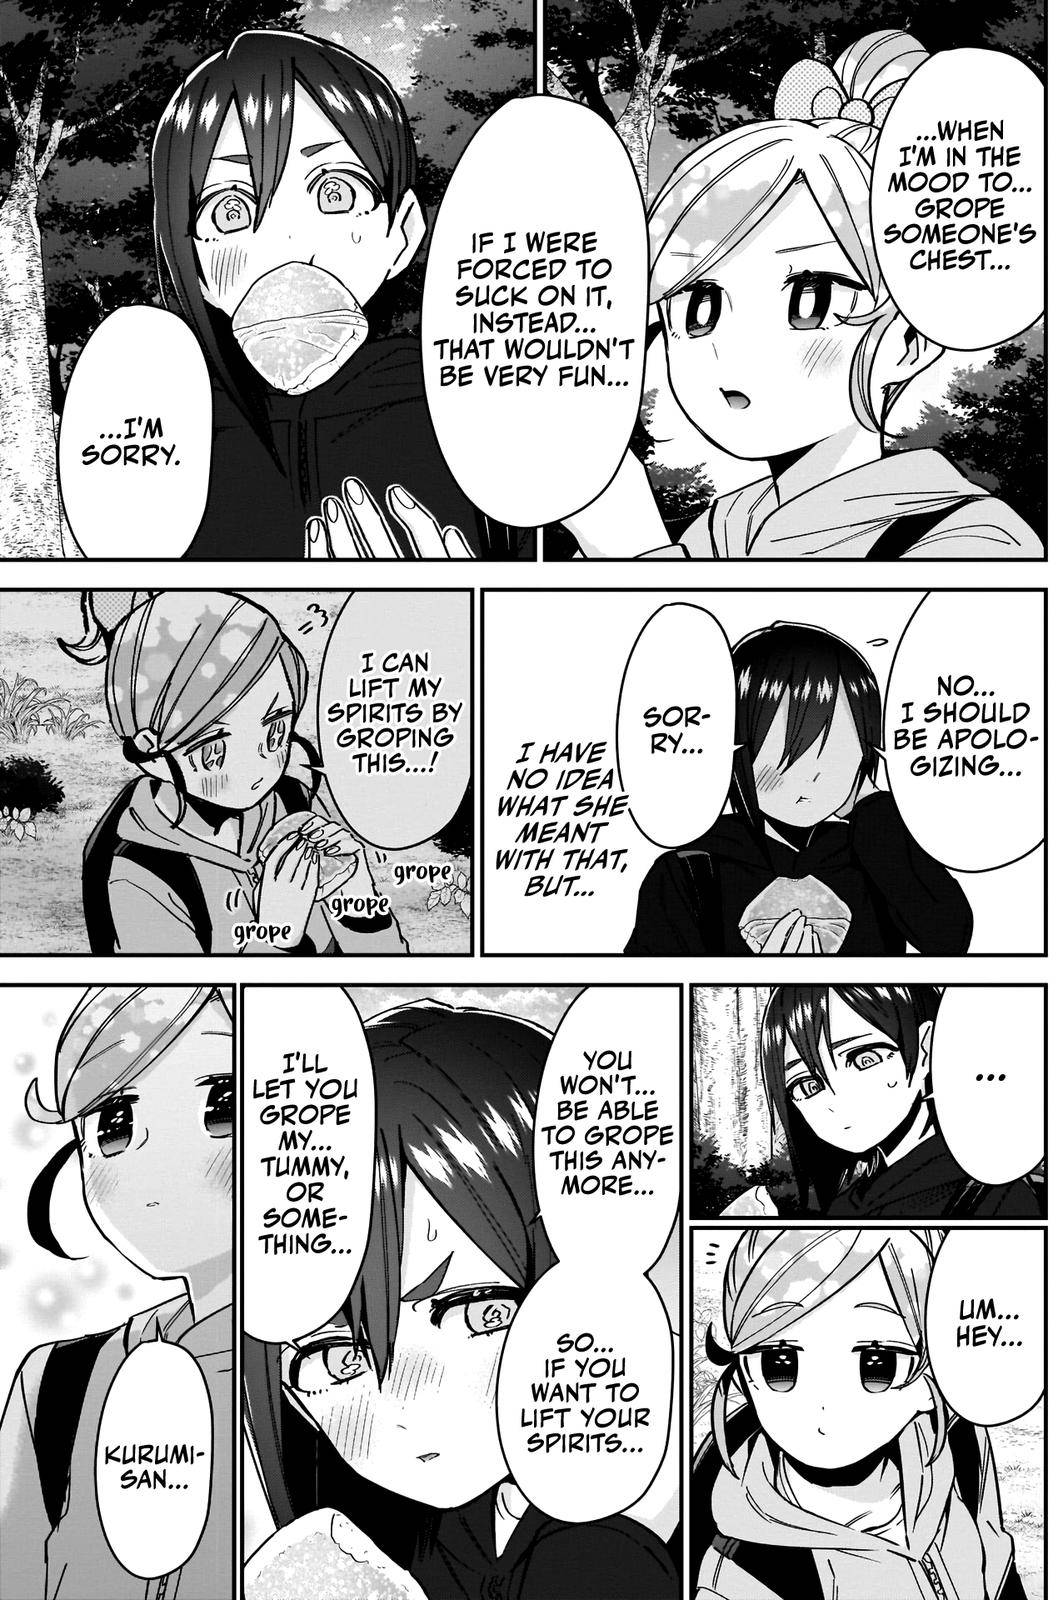 ...WHEN
I'M IN THE
MOOD TO...
GROPE
SOMEONE'S
CHEST...
IF I WERE
FORCED TO
SUCK ON IT,
INSTEAD...
THAT WOULDN'T
BE VERY FUN...
...I'M
SORRY.
NO...
I SHOULD
BE APOLO-
GIZING...
SOR-
RY...
I HAVE
NO IDEA
WHAT SHE
MEANT
WITH THAT,
BUT...
I CAN
LIFT MY
SPIRITS BY
GROPING
THIS...!
grope
grope
grope
...
UM...
HEY...
YOU
WON'T...
BE ABLE
TO GROPE
THIS ANY-
MORE...
SO...
IF YOU
WANT TO
LIFT YOUR
SPIRITS...
I'LL
LET YOU
GROPE
MY...
TUMMY,
OR
SOME-
THING...
KURUMI-
SAN...